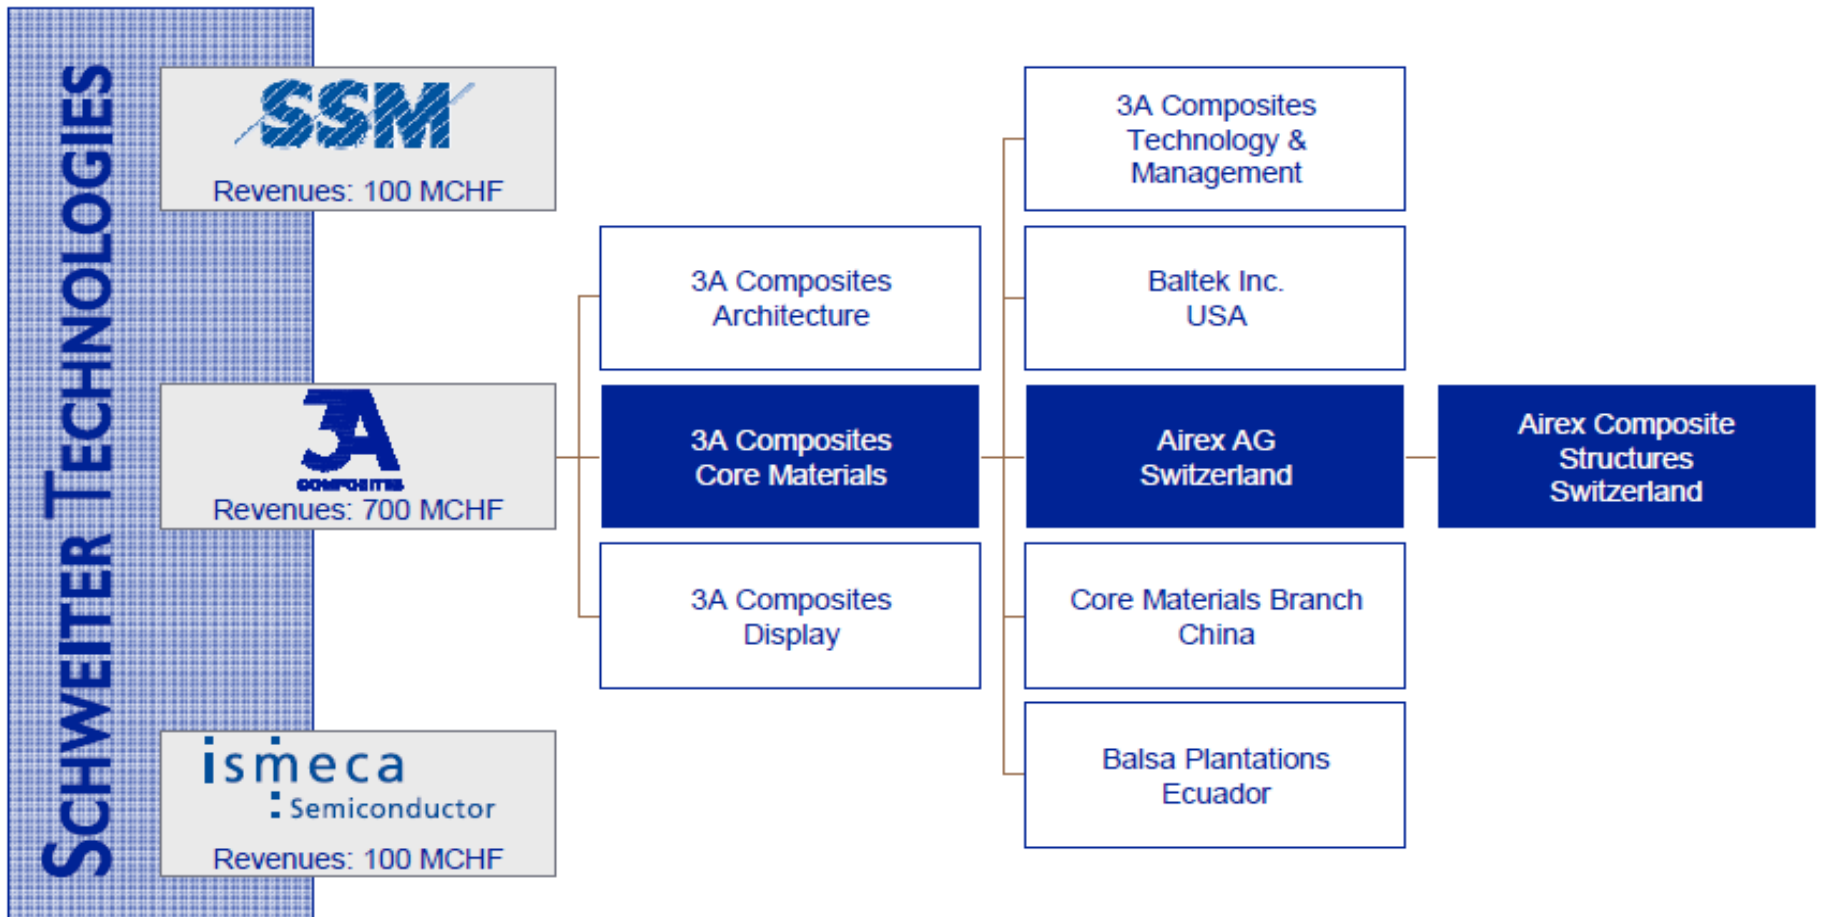 SCHWEITER TECHNOLOGIES
SSM
Revenues: 100 MCHF
3A
COMPOSITES
Revenues: 700 MCHF
ismeca
Semiconductor
Revenues: 100 MCHF
3A Composites
Architecture
3A Composites
Core Materials
3A Composites
Display
3A Composites
Technology &
Management
Baltek Inc.
USA
Airex AG
Switzerland
Core Materials Branch
China
Balsa Plantations
Ecuador
Airex Composite
Structures
Switzerland